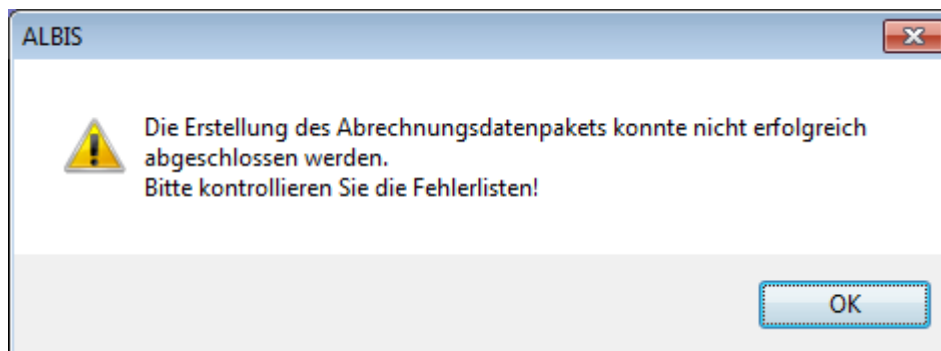 ALBIS
Die Erstellung des Abrechnungsdatenpakets konnte nicht erfolgreich
abgeschlossen werden.
Bitte kontrollieren Sie die Fehlerlisten!
OK